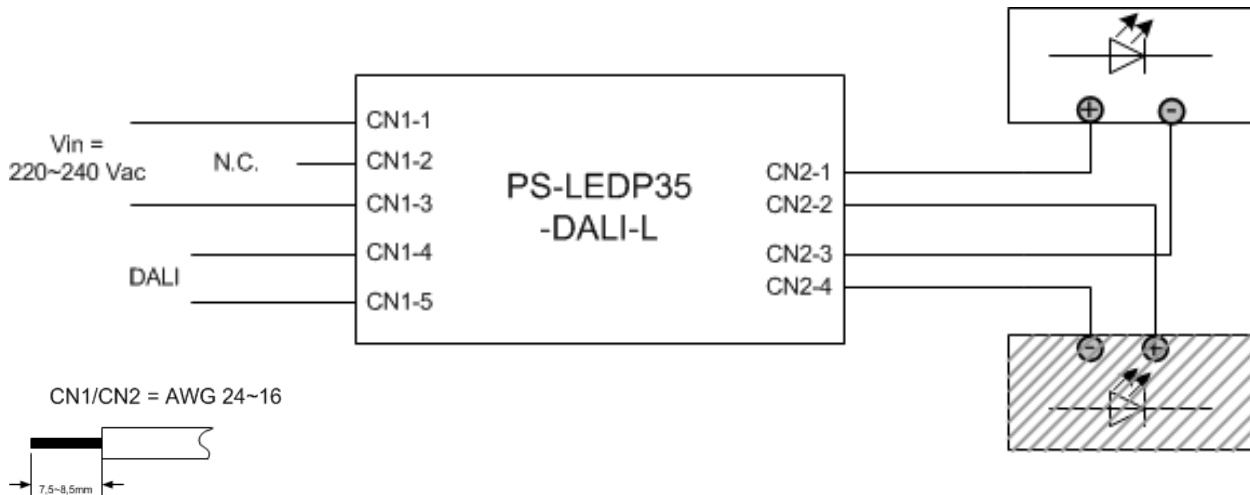 Vin =
220~240 Vac
N.C.
DALI
CN1-1
CN1-2
CN1-3
CN1-4
CN1-5
PS-LEDP35
-DALI-L
CN2-1
CN2-2
CN2-3
CN2-4
+
-
-
+
CN1/CN2 = AWG 24~16
7,5~8,5mm